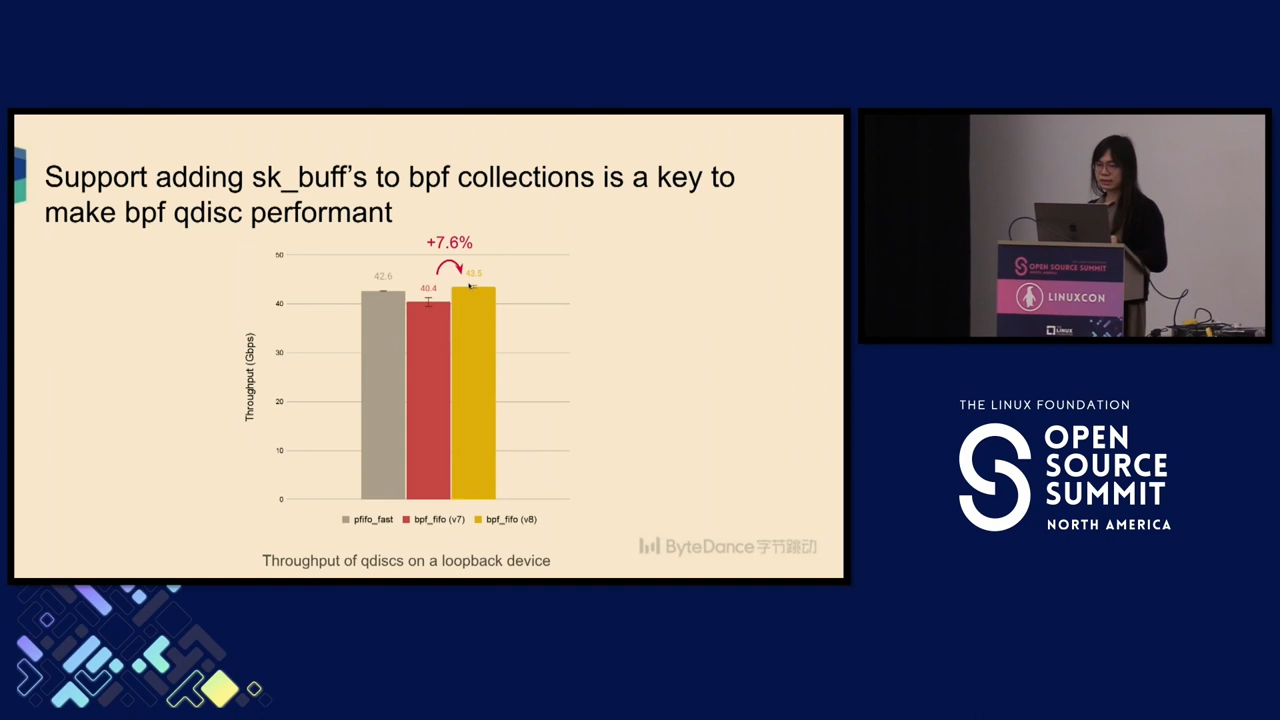 Support adding sk_buff’s to bpf collections is a key to
make bpf qdisc performant
+7.6%
50
42.6
43.5
40.4
40
30
20
10
0
Throughput (Gbps)
pfifo_fast
bpf_fifo (v7)
bpf_fifo (v8)
Throughput of qdiscs on a loopback device
ByteDance字节跳动
OPEN SOURCE SUMMIT
LINUXCON
LINUX
THE LINUX FOUNDATION
OPEN
SOURCE
SUMMIT
NORTH AMERICA